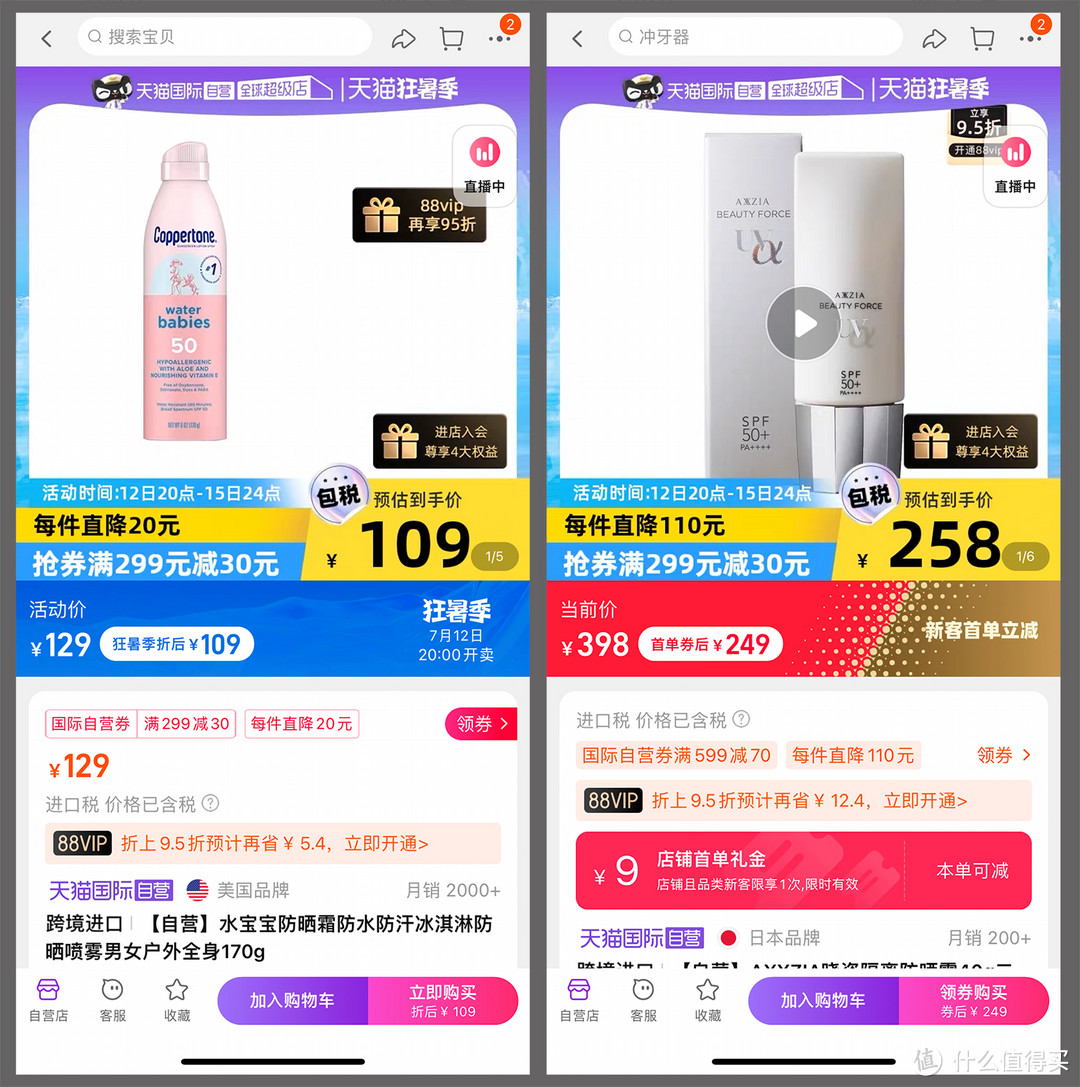 搜索宝贝
2
天猫国际 自营 全球超级店 天猫狂暑季
直播中
88vip
再享95折
Coppertone
#1
water
babies
50
HYPOALLERGENIC
WITH ALOE AND
NOURISHING VITAMIN E
进店入会
尊享4大权益
活动时间:12日20点-15日24点
包税
预估到手价
每件直降20元
抢券满299元减30元
¥ 109
1/5
活动价
¥129
狂暑季折后¥109
狂暑季
7月12日
20:00开卖
国际自营券 满299减30 每件直降20元 领券 >
¥129
进口税 价格已含税 ?
88VIP 折上9.5折预计再省¥ 5.4，立即开通>
天猫国际 自营 美国品牌 月销 2000+
跨境进口 【自营】水宝宝防晒霜防水防汗冰淇淋防
晒喷雾男女户外全身170g
自营店 客服 收藏
加入购物车
立即购买
折后¥109
冲牙器
2
天猫国际 自营 全球超级店 天猫狂暑季
立享
9.5折
开通88vip
直播中
AXXZIA
BEAUTY FORCE
UVα
SPF
50+
PA++++
AXXZIA
BEAUTY FORCE
UVα
SPF
50+
PA++++
进店入会
尊享4大权益
活动时间:12日20点-15日24点
包税
预估到手价
每件直降110元
抢券满299元减30元
¥ 258
1/6
当前价
¥398
首单券后¥249
新客首单立减
进口税 价格已含税 ?
国际自营券满599减70 每件直降110元 领券 >
88VIP 折上9.5折预计再省¥ 12.4，立即开通>
¥ 9
店铺首单礼金
店铺且品类新客限享1次,限时有效
本单可减
天猫国际 自营 日本品牌 月销 200+
自营店 客服 收藏
加入购物车
领券购买
券后¥249
值 什么值得买